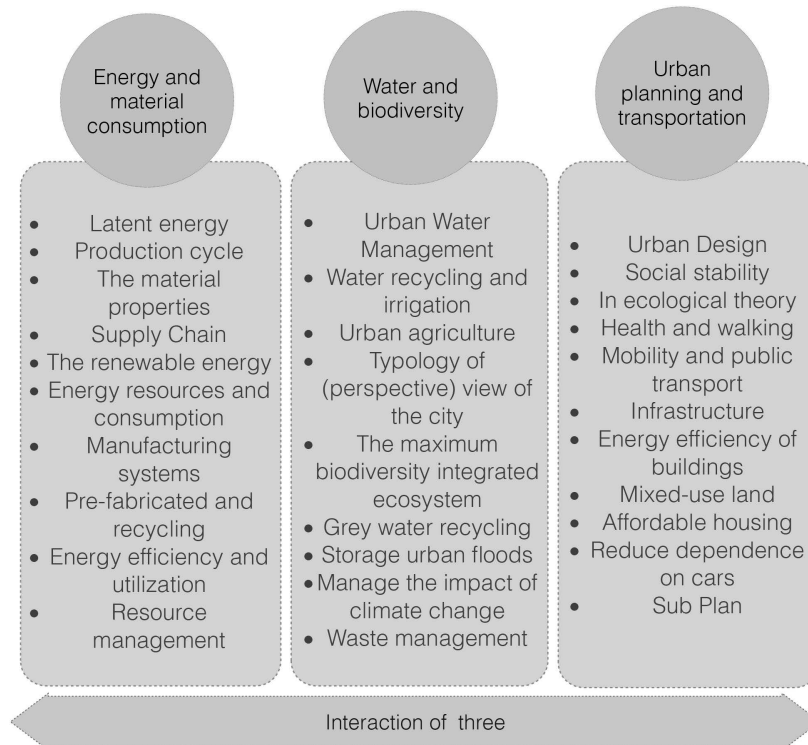 Energy and
material
consumption
Water and
biodiversity
Urban
planning and
transportation
• Latent energy
• Production cycle
• The material
properties
• Supply Chain
• The renewable energy
• Energy resources and
consumption
• Manufacturing
systems
• Pre-fabricated and
recycling
• Energy efficiency and
utilization
• Resource
management
• Urban Water
Management
• Water recycling and
irrigation
• Urban agriculture
• Typology of
(perspective) view of
the city
• The maximum
biodiversity integrated
ecosystem
• Grey water recycling
• Storage urban floods
• Manage the impact of
climate change
• Waste management
• Urban Design
• Social stability
• In ecological theory
• Health and walking
• Mobility and public
transport
• Infrastructure
• Energy efficiency of
buildings
• Mixed-use land
• Affordable housing
• Reduce dependence
on cars
• Sub Plan
Interaction of three